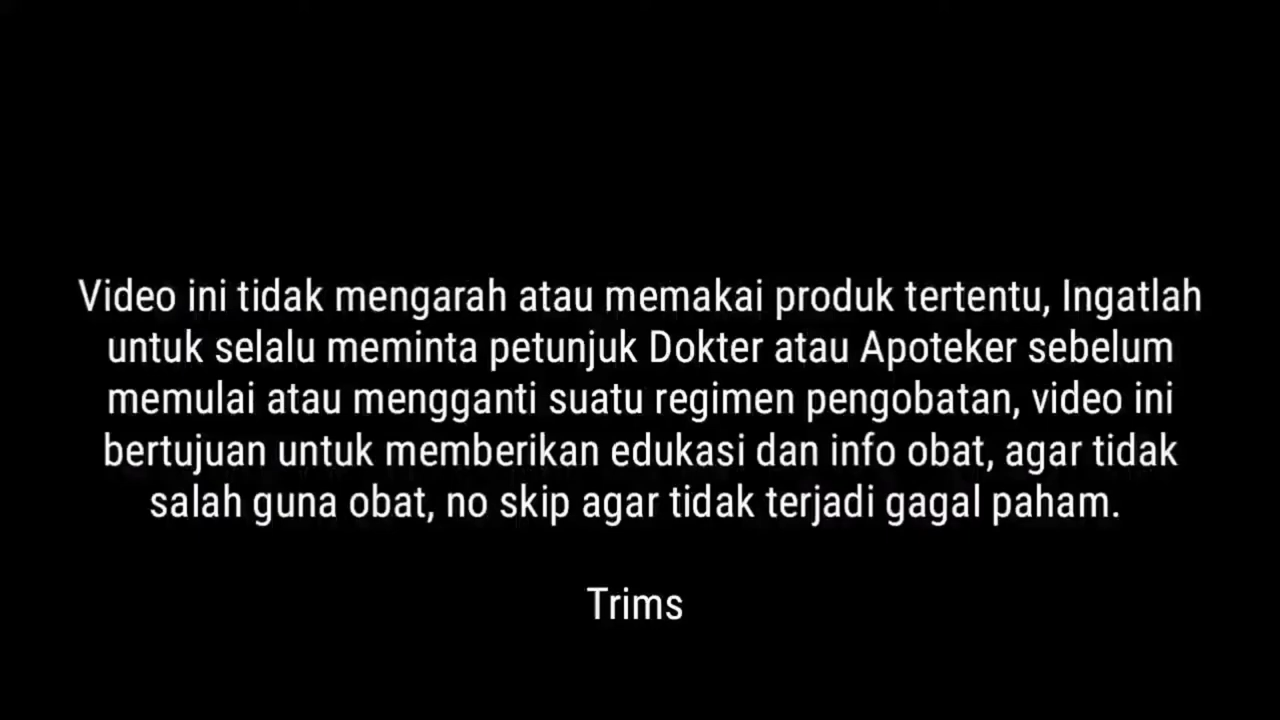 Video ini tidak mengarah atau memakai produk tertentu, Ingatlah
untuk selalu meminta petunjuk Dokter atau Apoteker sebelum
memulai atau mengganti suatu regimen pengobatan, video ini
bertujuan untuk memberikan edukasi dan info obat, agar tidak
salah guna obat, no skip agar tidak terjadi gagal paham.
Trims